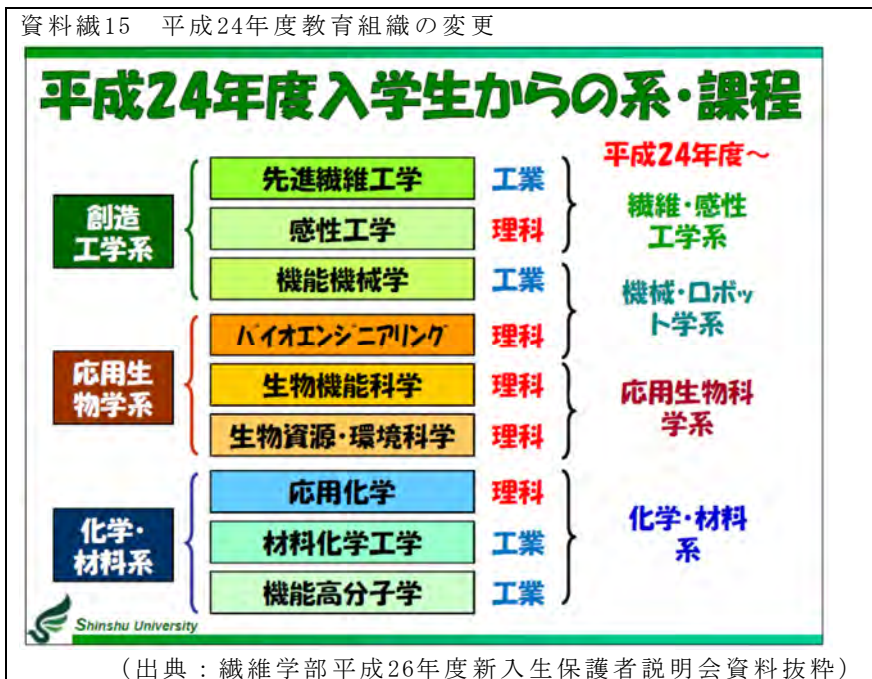 資料繊15 平成24年度教育組織の変更
平成24年度入学生からの系・課程
平成24年度～
創造
工学系
先進繊維工学 工業
感性工学 理科
機能機械学 工業
繊維・感性
工学系
機械・ロボッ
ト学系
応用生
物学系
バイオエンジニアリング 理科
生物機能科学 理科
生物資源・環境科学 理科
応用生物科
学系
化学・
材料系
応用化学 理科
材料化学工学 工業
機能高分子学 工業
化学・材料
系
Shinshu University
(出典:繊維学部平成26年度新入生保護者説明会資料抜粋)